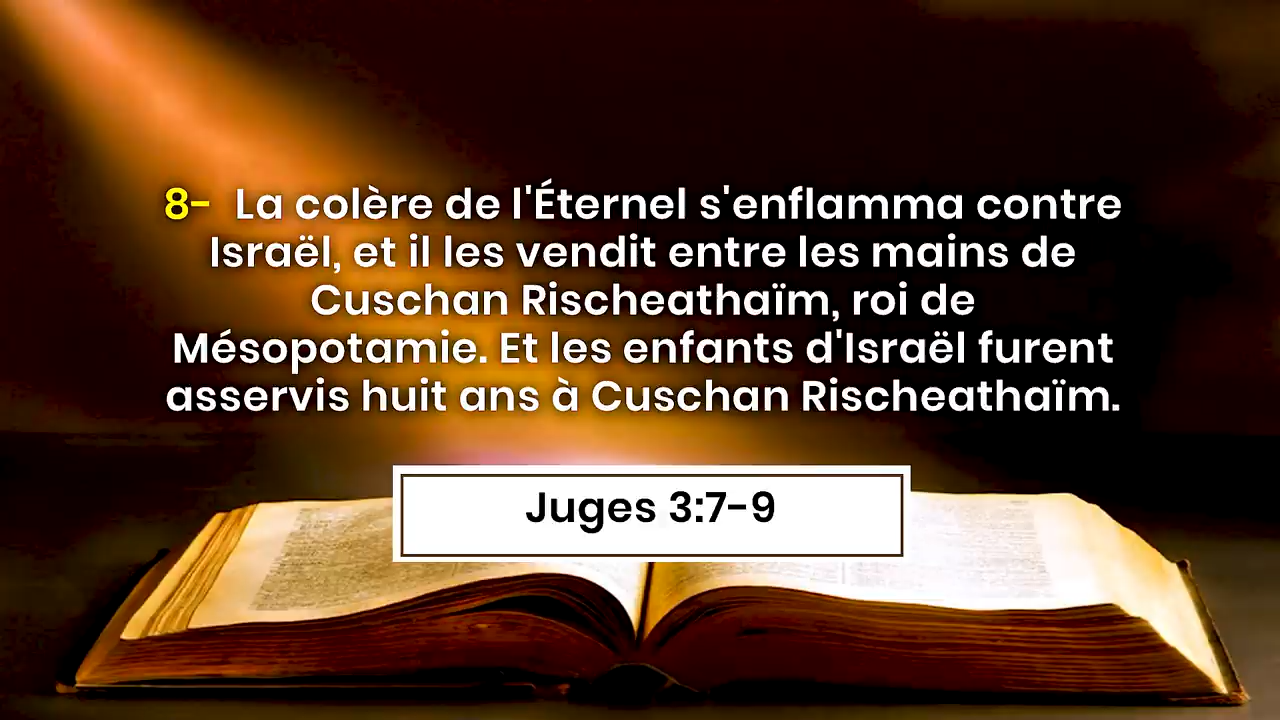 8- La colère de l'Éternel s'enflamma contre
Israël, et il les vendit entre les mains de
Cuschan Rischeathaïm, roi de
Mésopotamie. Et les enfants d'Israël furent
asservis huit ans à Cuschan Rischeathaïm.
Juges 3:7-9